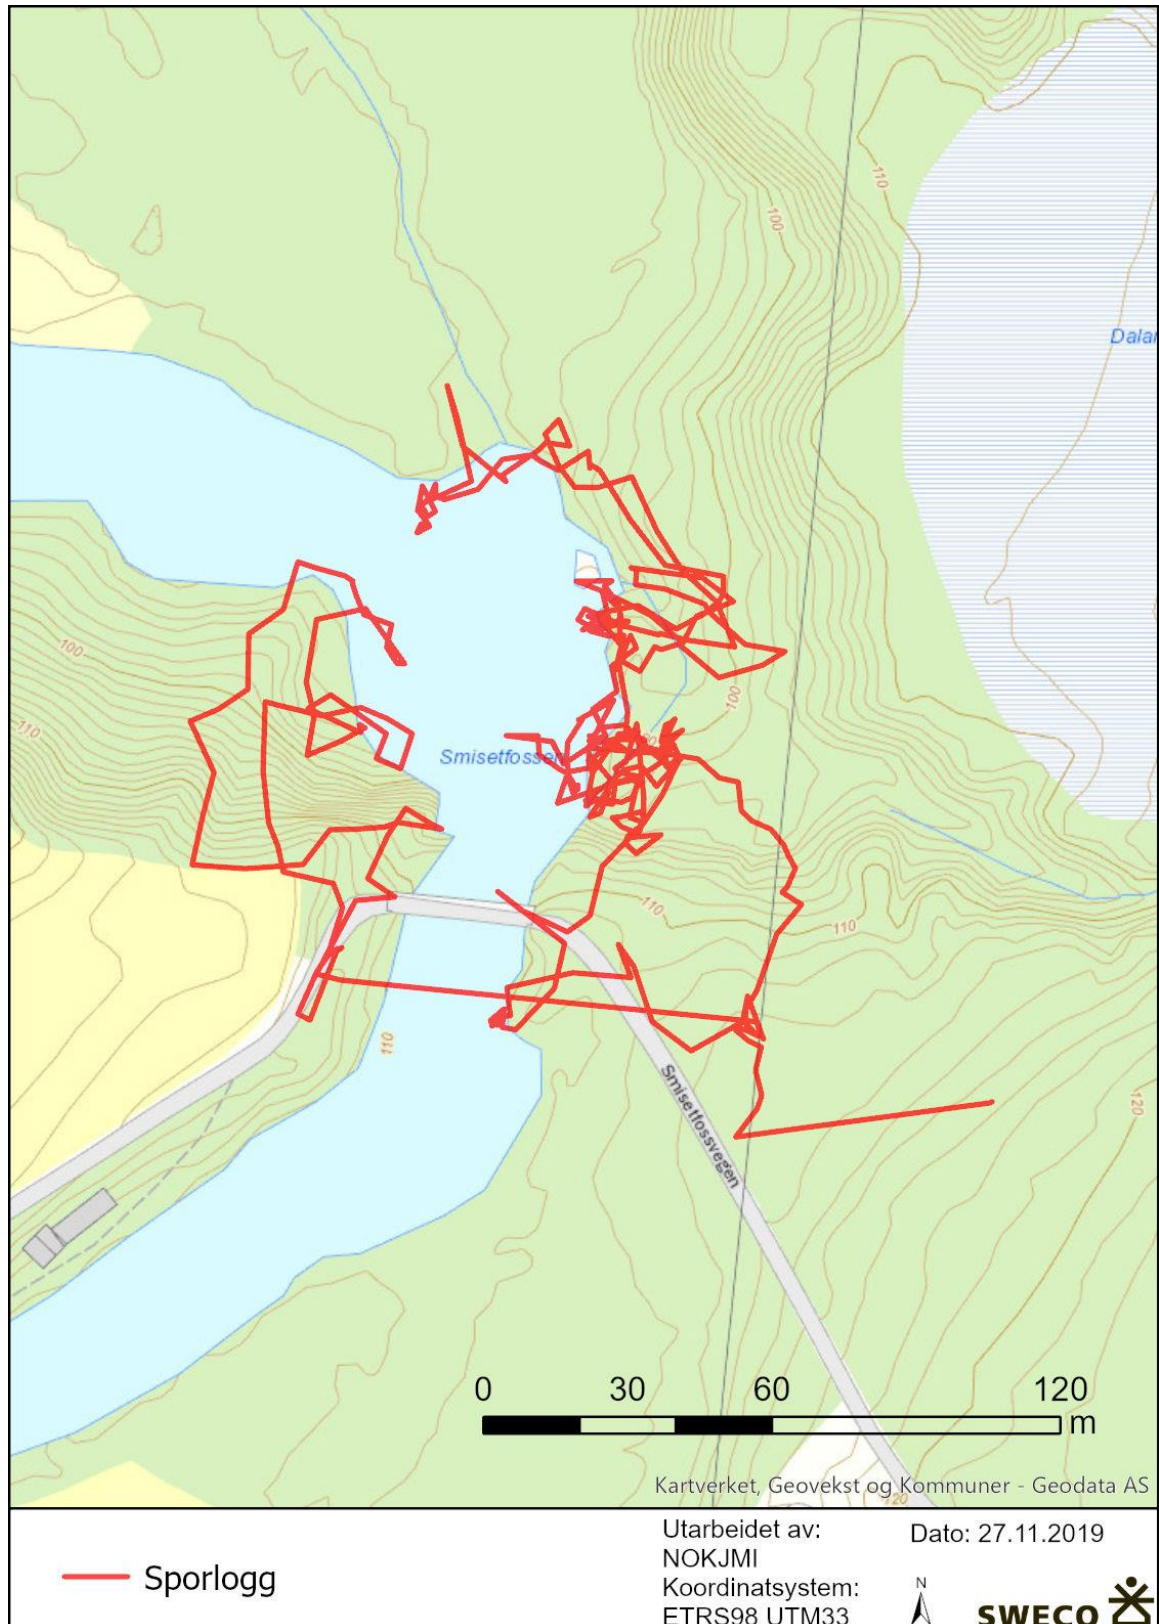 110
100
100
110
100
Smisetfossen
110
110
110
120
Smisetfossvegen
0 30 60 120
m
Kartverket, Geovekst og Kommuner - Geodata AS
120
Sporlogg
Utarbeidet av:
NOKJMI
Koordinatsystem:
ETRS98 UTM33
Dato: 27.11.2019
N
SWECO